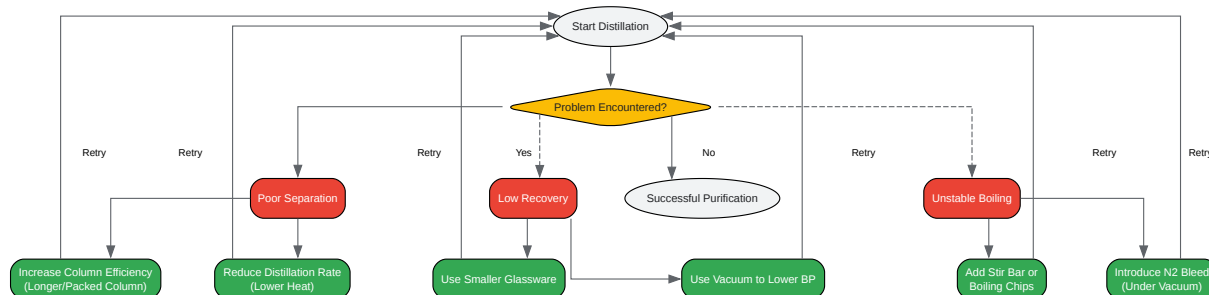 Start Distillation
Problem Encountered?
Retry
Retry
Retry
Yes
No
Retry
Retry
Retry
Poor Separation
Low Recovery
Successful Purification
Unstable Boiling
Increase Column Efficiency
(Longer/Packed Column)
Reduce Distillation Rate
(Lower Heat)
Use Smaller Glassware
Use Vacuum to Lower BP
Add Stir Bar or
Boiling Chips
Introduce N2 Bleed
(Under Vacuum)